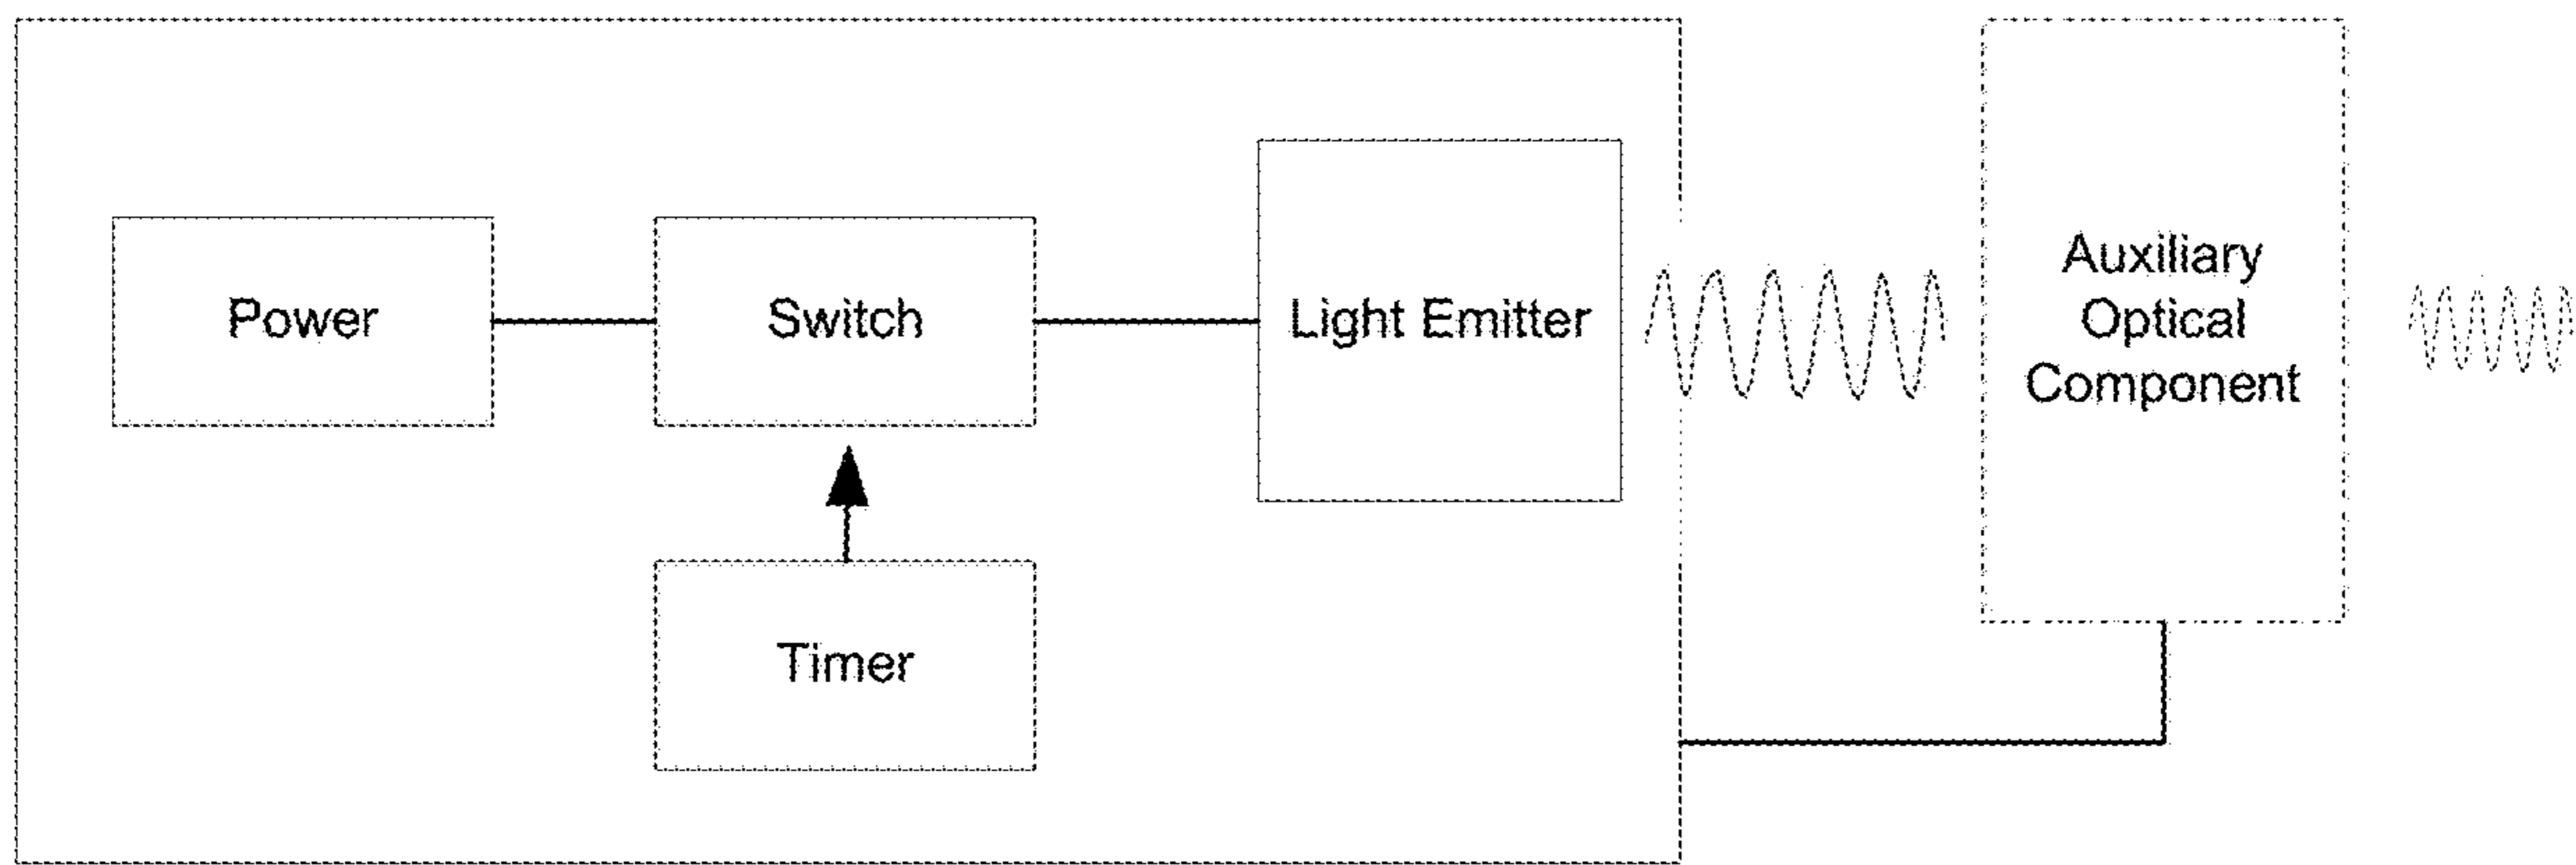 Power
Switch
Light Emitter
Auxiliary
Optical
Component
Timer